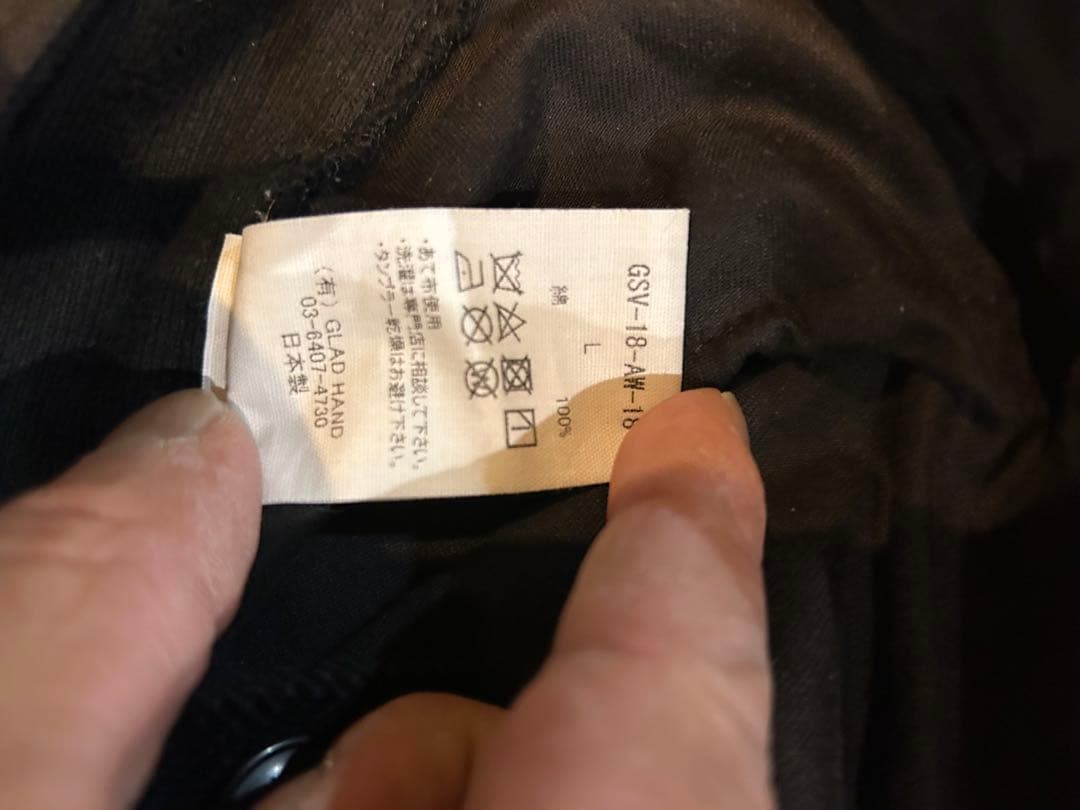 GSV-18-AW-18
L
綿 100%
・あて布使用
・洗濯は専門店に相談して下さい。
・タンブラー乾燥はお避け下さい。
(有) GLAD HAND
03-6407-4730
日本製